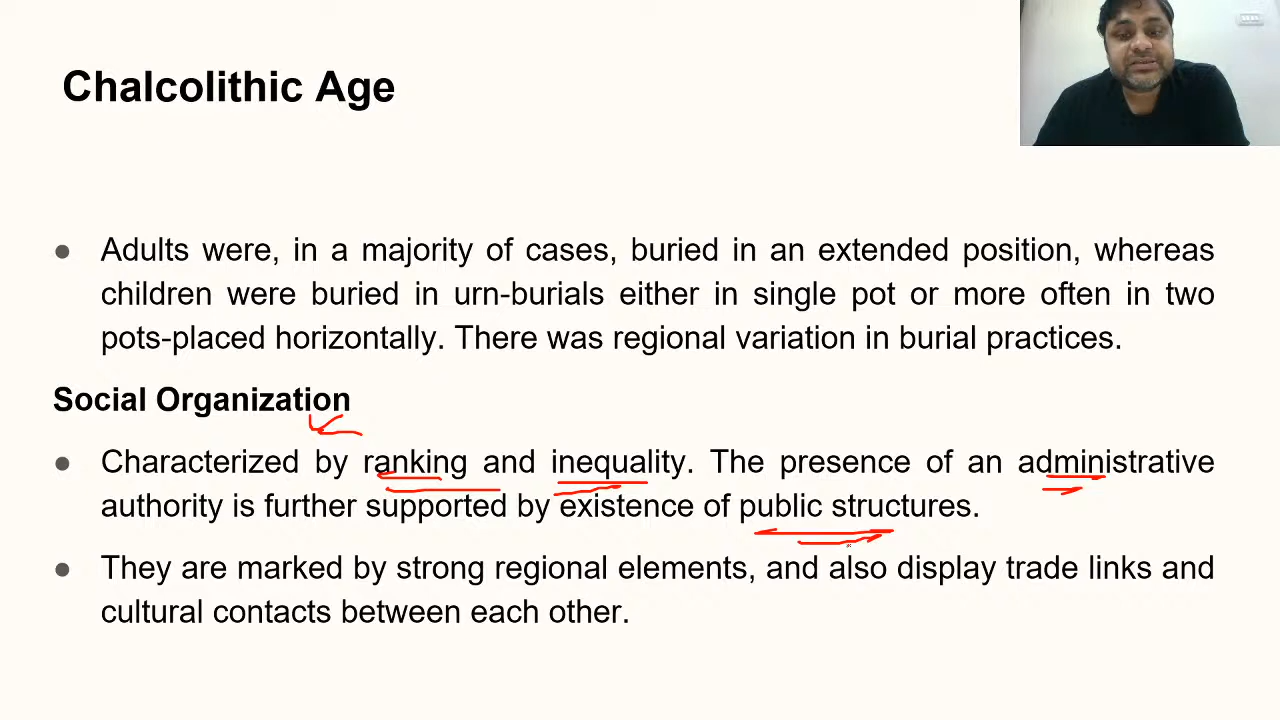 Chalcolithic Age
● Adults were, in a majority of cases, buried in an extended position, whereas
children were buried in urn-burials either in single pot or more often in two
pots-placed horizontally. There was regional variation in burial practices.
Social Organization
● Characterized by ranking and inequality. The presence of an administrative
authority is further supported by existence of public structures.
● They are marked by strong regional elements, and also display trade links and
cultural contacts between each other.